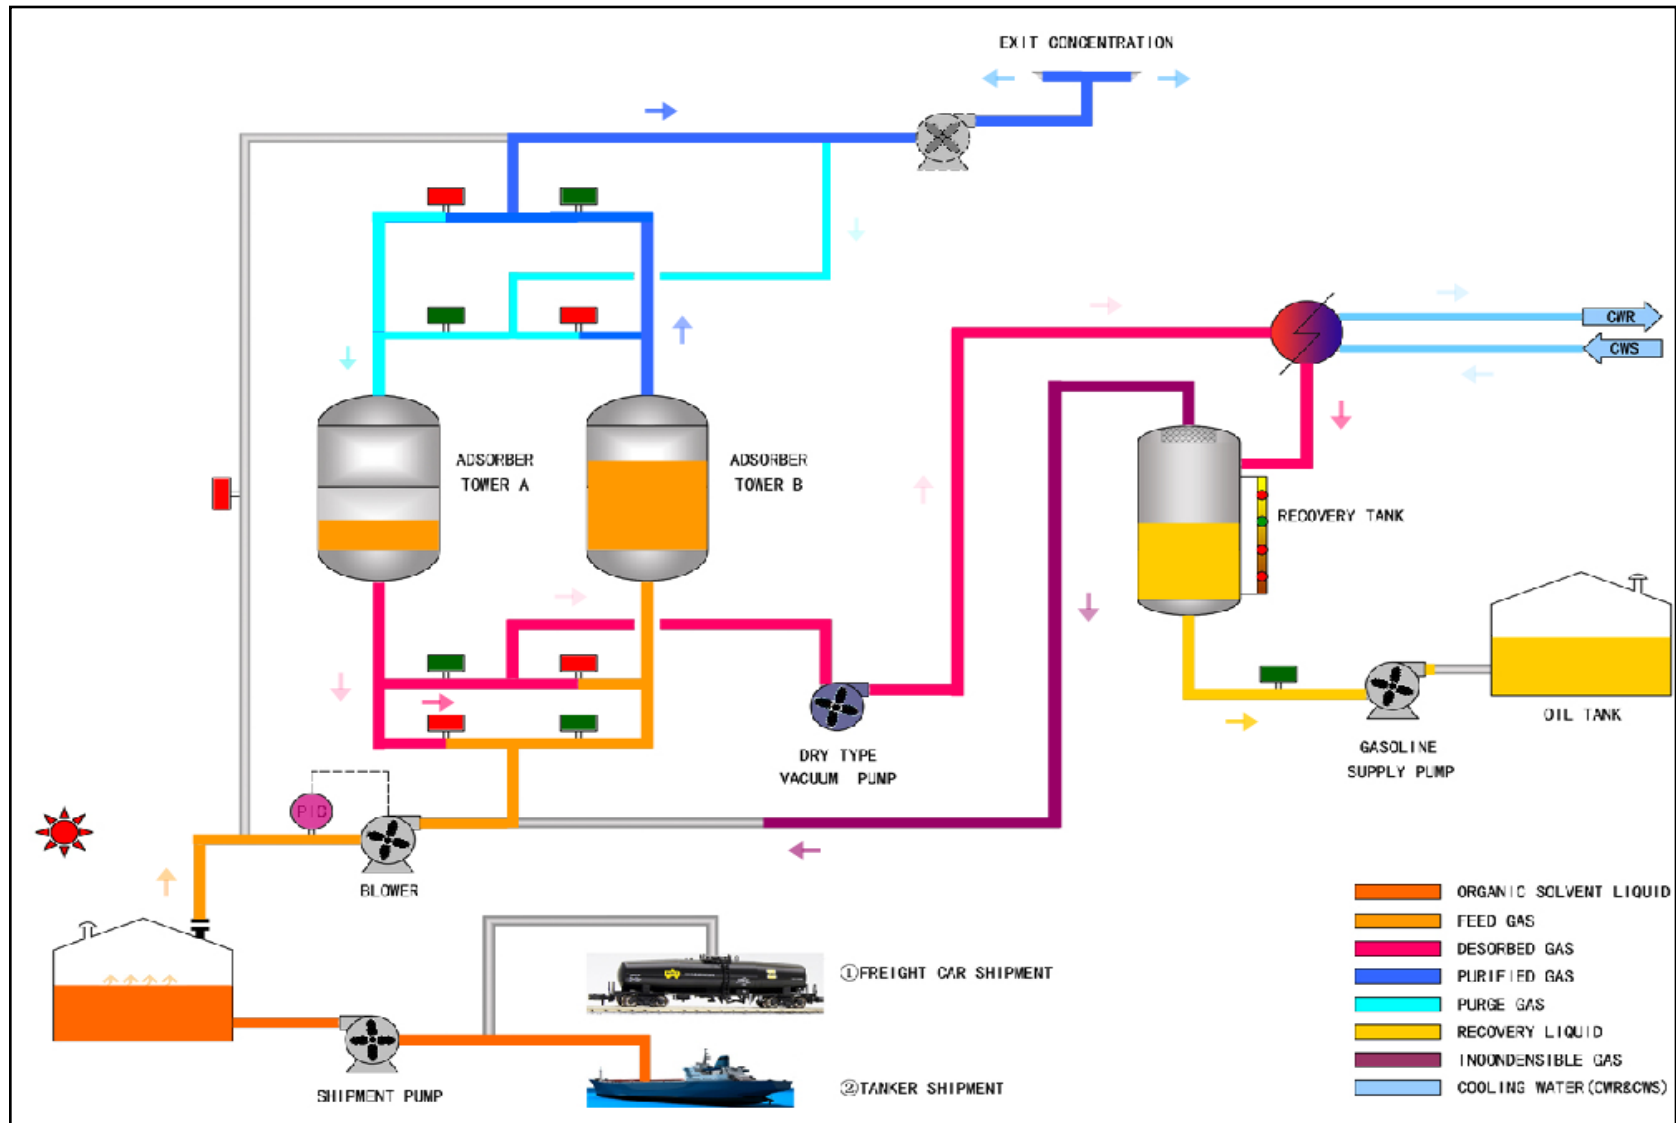 EXIT CONCENTRATION
CWR
CWS
ADSORBER
TOWER A
ADSORBER
TOWER B
RECOVERY TANK
OIL TANK
DRY TYPE
VACUUM PUMP
GASOLINE
SUPPLY PUMP
PIC
BLOWER
ORGANIC SOLVENT LIQUID
FEED GAS
DESORBED GAS
PURIFIED GAS
PURGE GAS
RECOVERY LIQUID
INOONDENSIBLE GAS
COOLING WATER(CWR&CWS)
①FREIGHT CAR SHIPMENT
②TANKER SHIPMENT
SHIPMENT PUMP